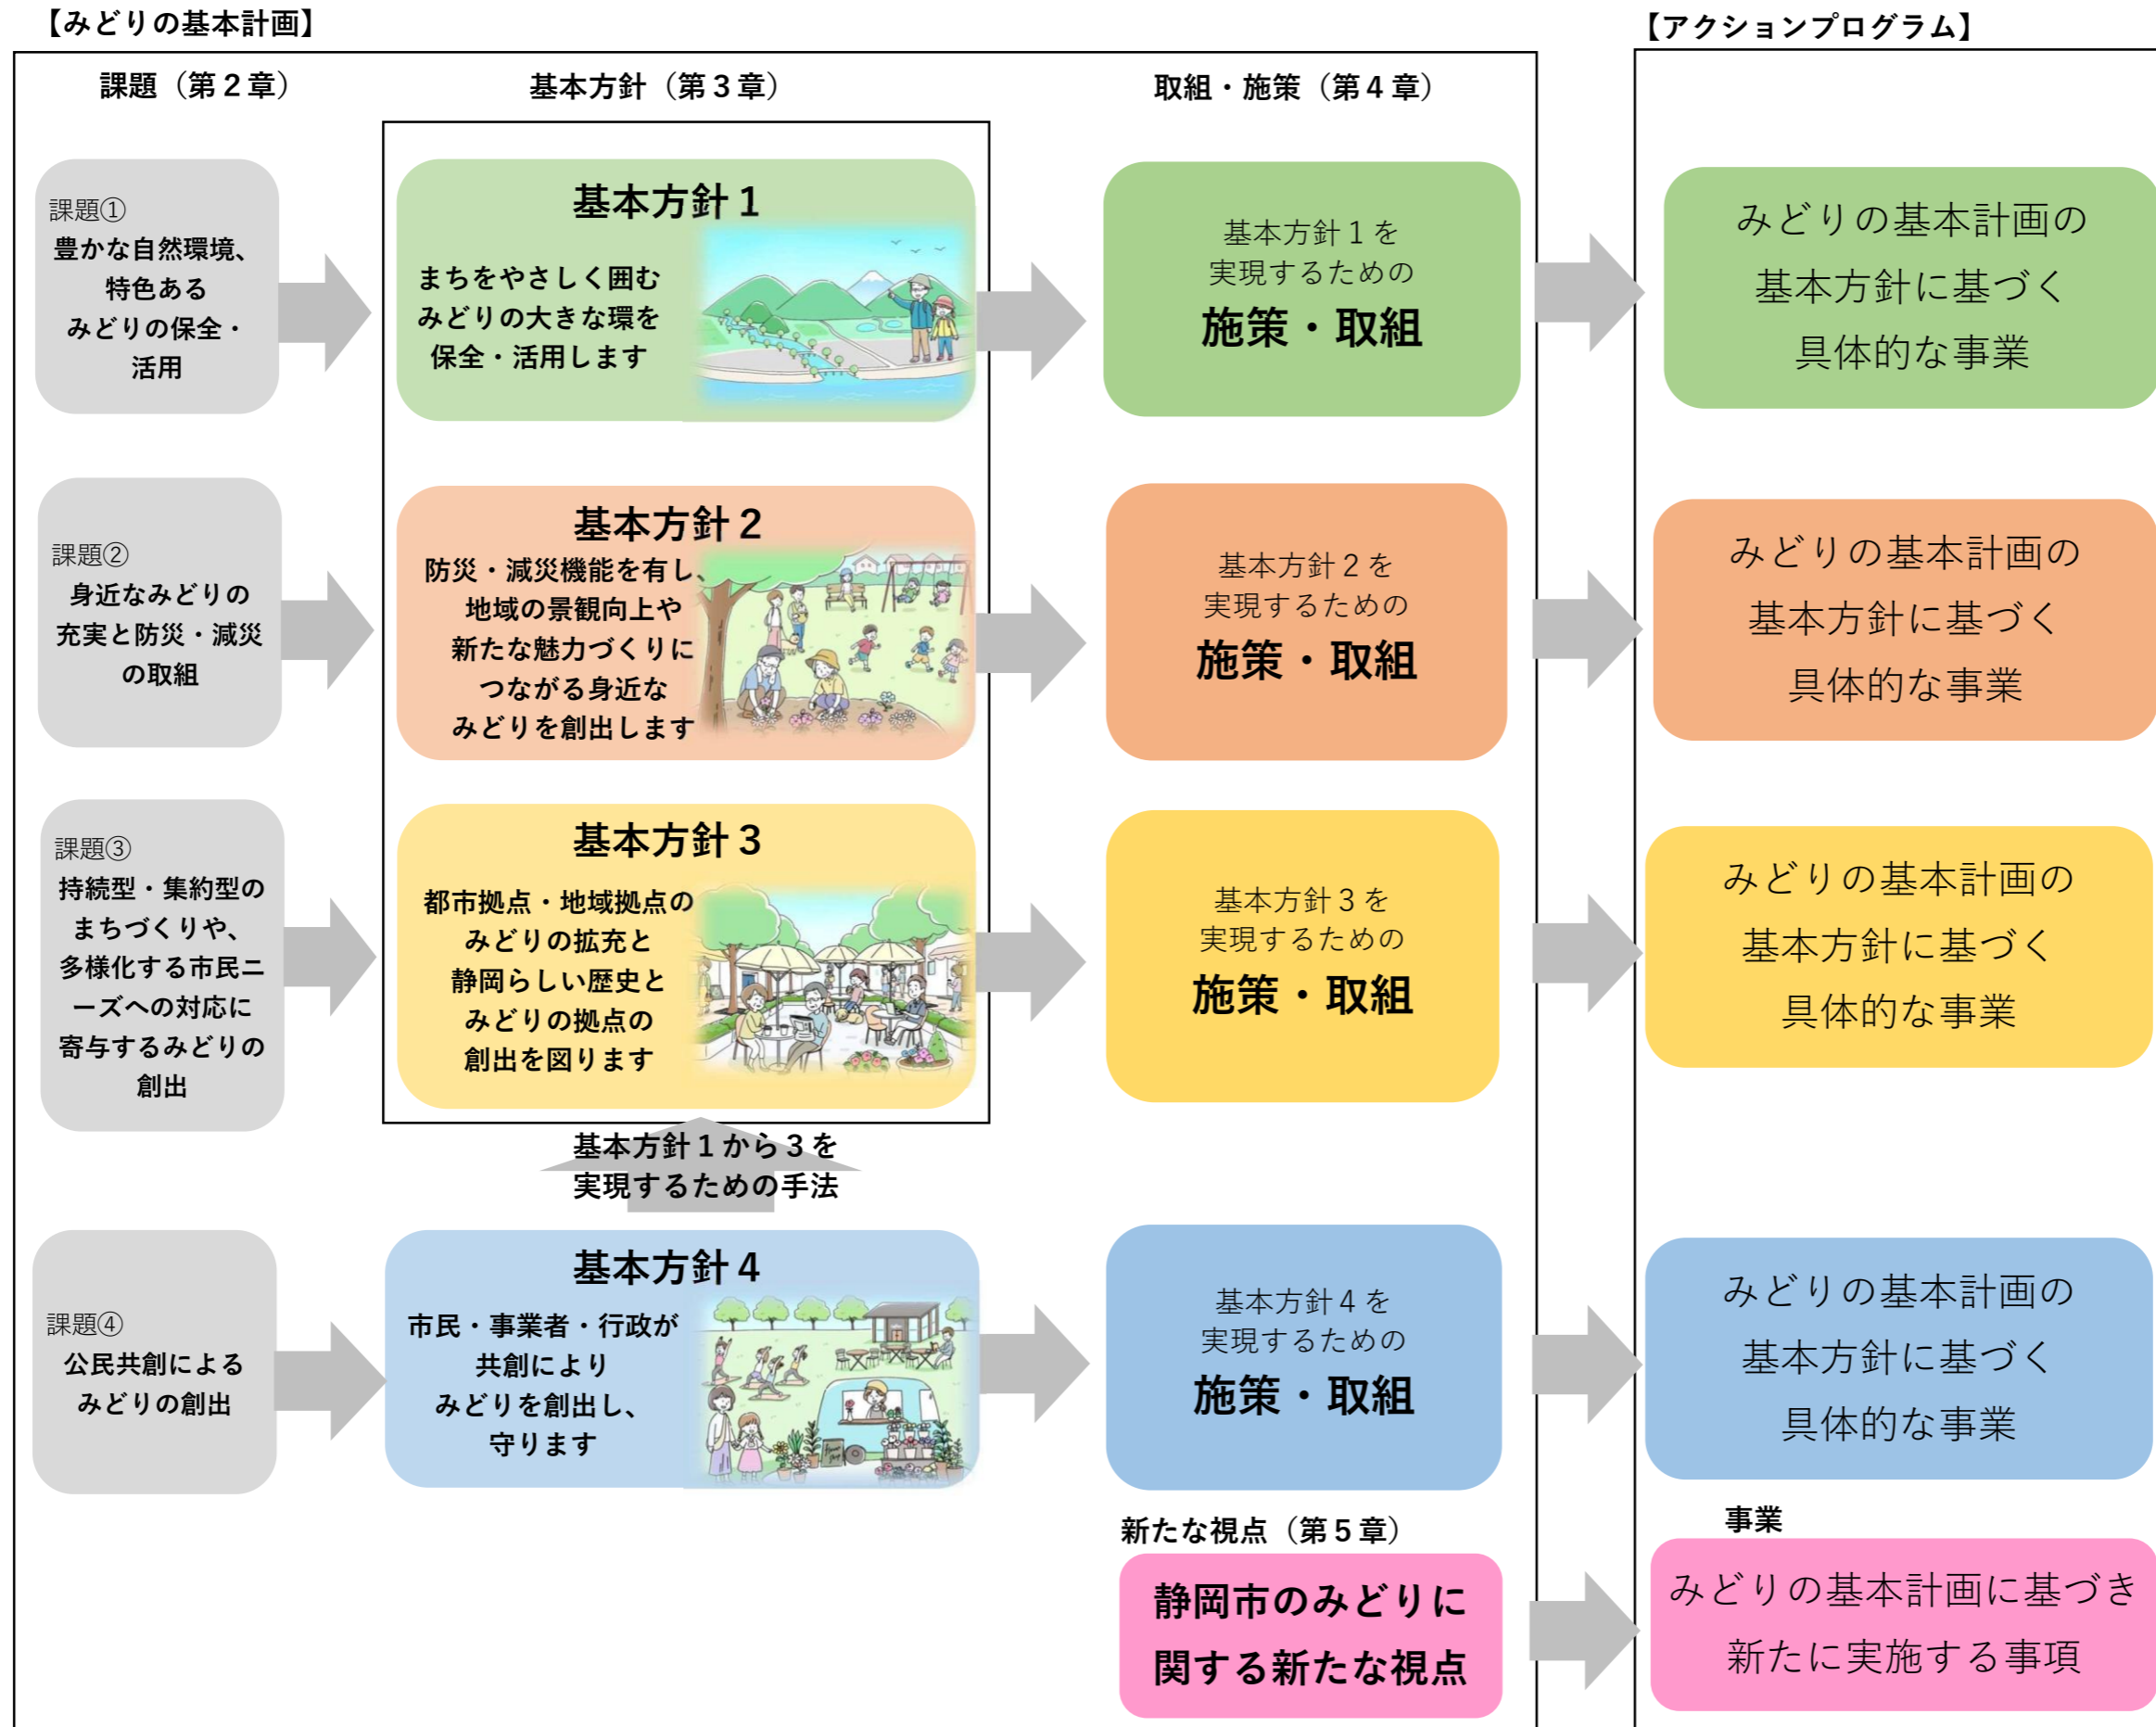 【みどりの基本計画】
【アクションプログラム】
課題（第２章）
基本方針（第３章）
取組・施策（第４章）
課題①
豊かな自然環境、
特色ある
みどりの保全・
活用
基本方針１
まちをやさしく囲む
みどりの大きな環を
保全・活用します
基本方針１を
実現するための
施策・取組
みどりの基本計画の
基本方針に基づく
具体的な事業
課題②
身近なみどりの
充実と防災・減災
の取組
基本方針２
防災・減災機能を有し、
地域の景観向上や
新たな魅力づくりに
つながる身近な
みどりを創出します
基本方針２を
実現するための
施策・取組
みどりの基本計画の
基本方針に基づく
具体的な事業
課題③
持続型・集約型の
まちづくりや、
多様化する市民ニ
ーズへの対応に
寄与するみどりの
創出
基本方針３
都市拠点・地域拠点の
みどりの拡充と
静岡らしい歴史と
みどりの拠点の
創出を図ります
基本方針３を
実現するための
施策・取組
みどりの基本計画の
基本方針に基づく
具体的な事業
基本方針１から３を
実現するための手法
課題④
公民共創による
みどりの創出
基本方針４
市民・事業者・行政が
共創により
みどりを創出し、
守ります
基本方針４を
実現するための
施策・取組
みどりの基本計画の
基本方針に基づく
具体的な事業
新たな視点（第５章）
静岡市のみどりに
関する新たな視点
事業
みどりの基本計画に基づき
新たに実施する事項